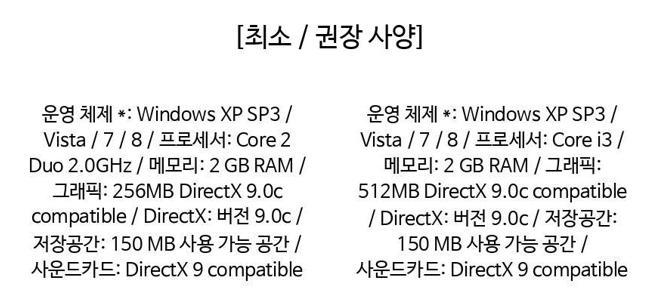 [최소 / 권장 사양]
운영 체제 *: Windows XP SP3 /
Vista / 7 / 8 / 프로세서: Core 2
Duo 2.0GHz / 메모리: 2 GB RAM /
그래픽: 256MB DirectX 9.0c
compatible / DirectX: 버전 9.0c /
저장공간: 150 MB 사용 가능 공간 /
사운드카드: DirectX 9 compatible
운영 체제 *: Windows XP SP3 /
Vista / 7 / 8 / 프로세서: Core i3 /
메모리: 2 GB RAM / 그래픽:
512MB DirectX 9.0c compatible
/ DirectX: 버전 9.0c / 저장공간:
150 MB 사용 가능 공간 /
사운드카드: DirectX 9 compatible